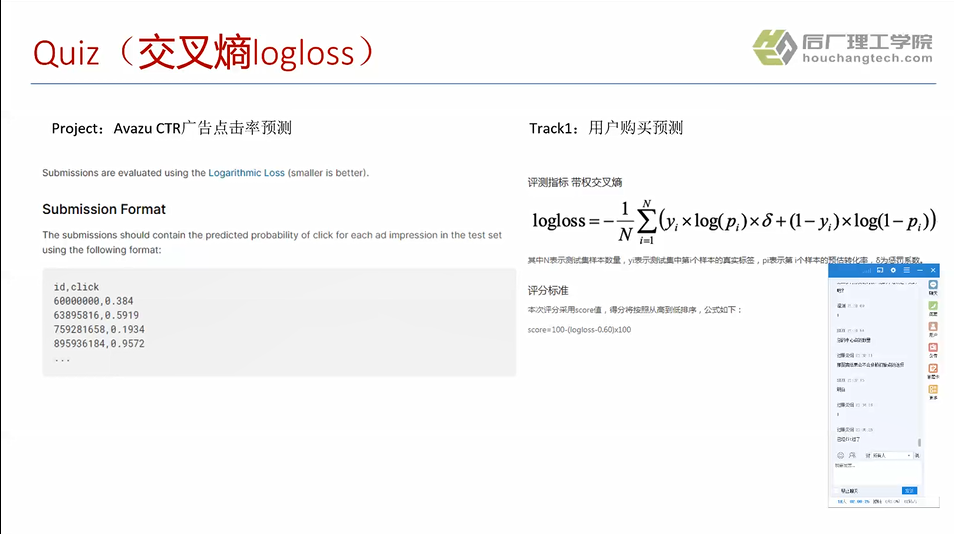 Quiz（交叉熵logloss）
后厂理工学院
houchangtech.com
Project：Avazu CTR广告点击率预测
Submissions are evaluated using the Logarithmic Loss (smaller is better).
Submission Format
The submissions should contain the predicted probability of click for each ad impression in the test set
using the following format:
id,click
60000000,0.384
63895816,0.5919
759281658,0.1934
895936184,0.9572
...
Track1：用户购买预测
评测指标 带权交叉熵
logloss = -1/N ∑_{i=1}^{N} (y_i × log(p_i) × δ + (1 - y_i) × log(1 - p_i))
其中N表示测试集样本数量，yi表示测试集中第i个样本的真实标签，pi表示第 i个样本的预估转化率，δ为惩罚系数。
评分标准
本次评分采用score值，得分将按照从高到低排序，公式如下：
score=100-(logloss-0.60)x100